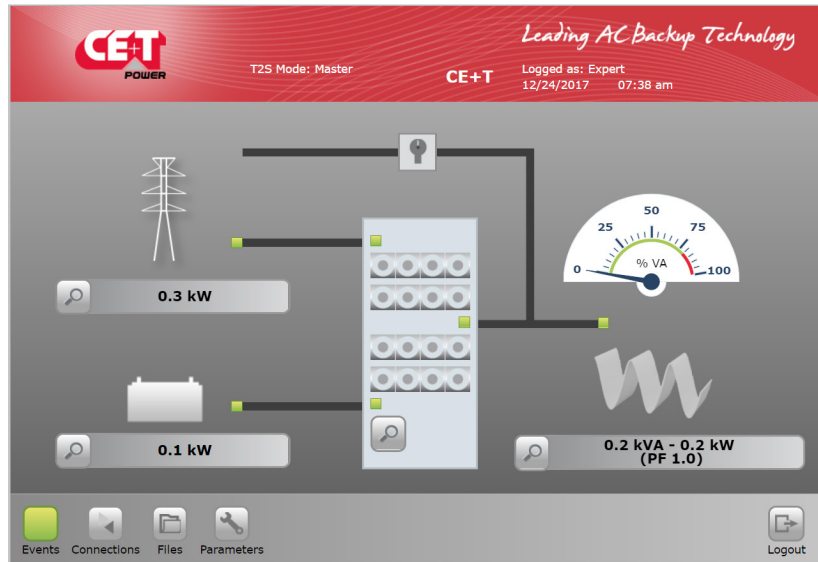 CE+T
POWER
Leading AC Backup Technology
T2S Mode: Master
CE+T
Logged as: Expert
12/24/2017 07:38 am
0 25 50 75 100
% VA
0.3 kW
0.1 kW
0.2 kVA - 0.2 kW
(PF 1.0)
Events Connections Files Parameters
Logout